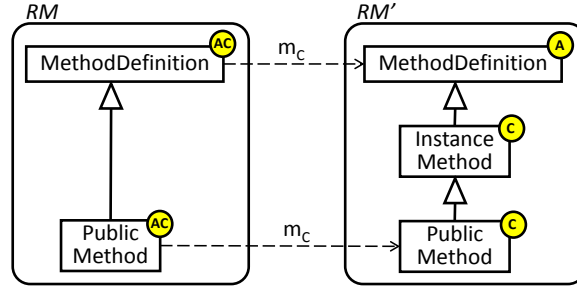 RM
RM'
AC
A
MethodDefinition
m_C
MethodDefinition
C
Instance
Method
AC
C
Public
Method
m_C
Public
Method